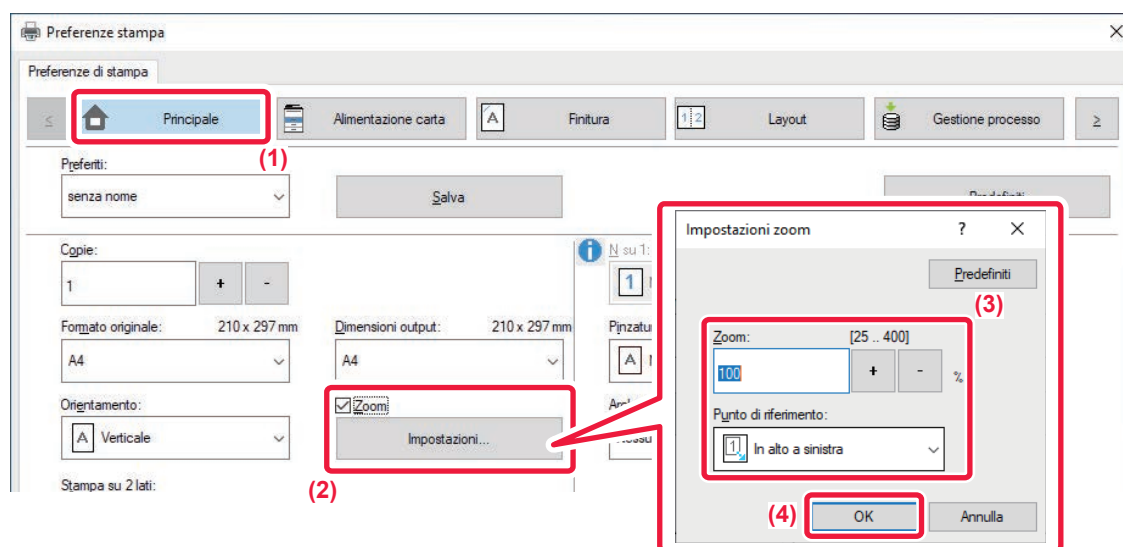 Preferenze stampa
Preferenze di stampa
Principale
Alimentazione carta
Finitura
Layout
Gestione processo
(1)
Preferiti:
senza nome
Salva
Copie:
1
+ -
N su 1:
1
Formato originale: 210 x 297 mm
A4
Dimensioni output: 210 x 297 mm
A4
Orientamento:
A Verticale
Zoom
Impostazioni...
(2)
Stampa su 2 lati:
Impostazioni zoom ? ×
Predefiniti
(3)
Zoom: [25 .. 400]
100 + - %
Punto di riferimento:
1 In alto a sinistra
(4)
OK Annulla